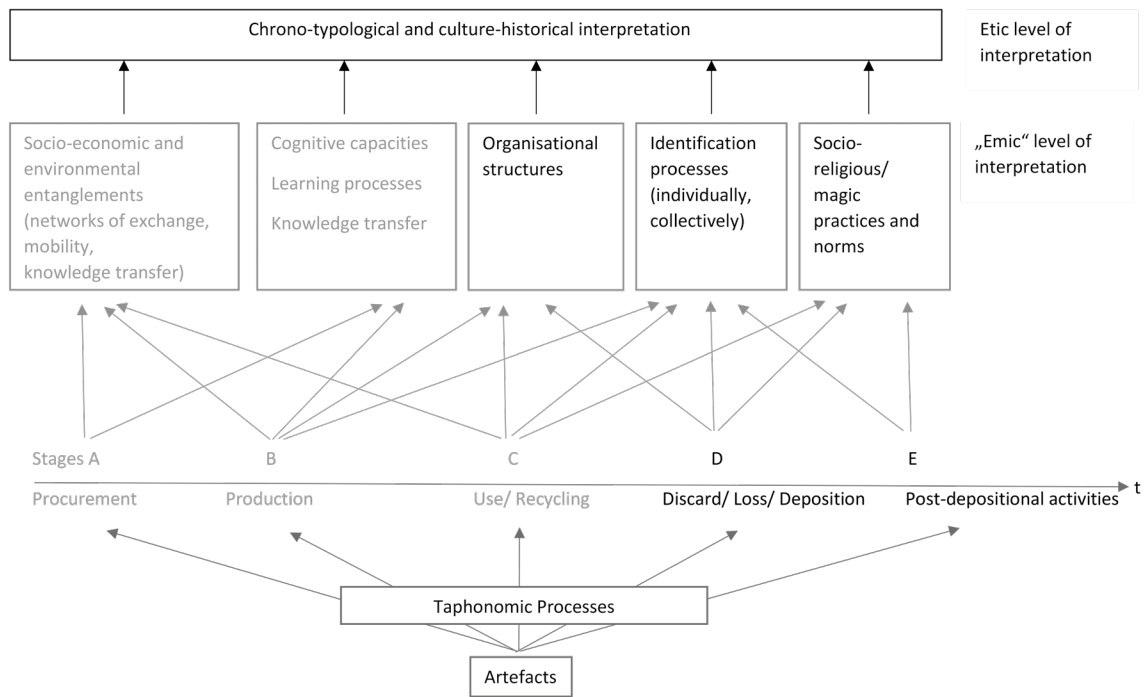 Chrono-typological and culture-historical interpretation
Etic level of
interpretation
Socio-economic and
environmental
entanglements
(networks of exchange,
mobility,
knowledge transfer)
Cognitive capacities
Learning processes
Knowledge transfer
Organisational
structures
Identification
processes
(individually,
collectively)
Socio-
religious/
magic
practices and
norms
„Emic“ level of
interpretation
Stages A
B
C
D
E
t
Procurement
Production
Use/ Recycling
Discard/ Loss/ Deposition
Post-depositional activities
Taphonomic Processes
Artefacts